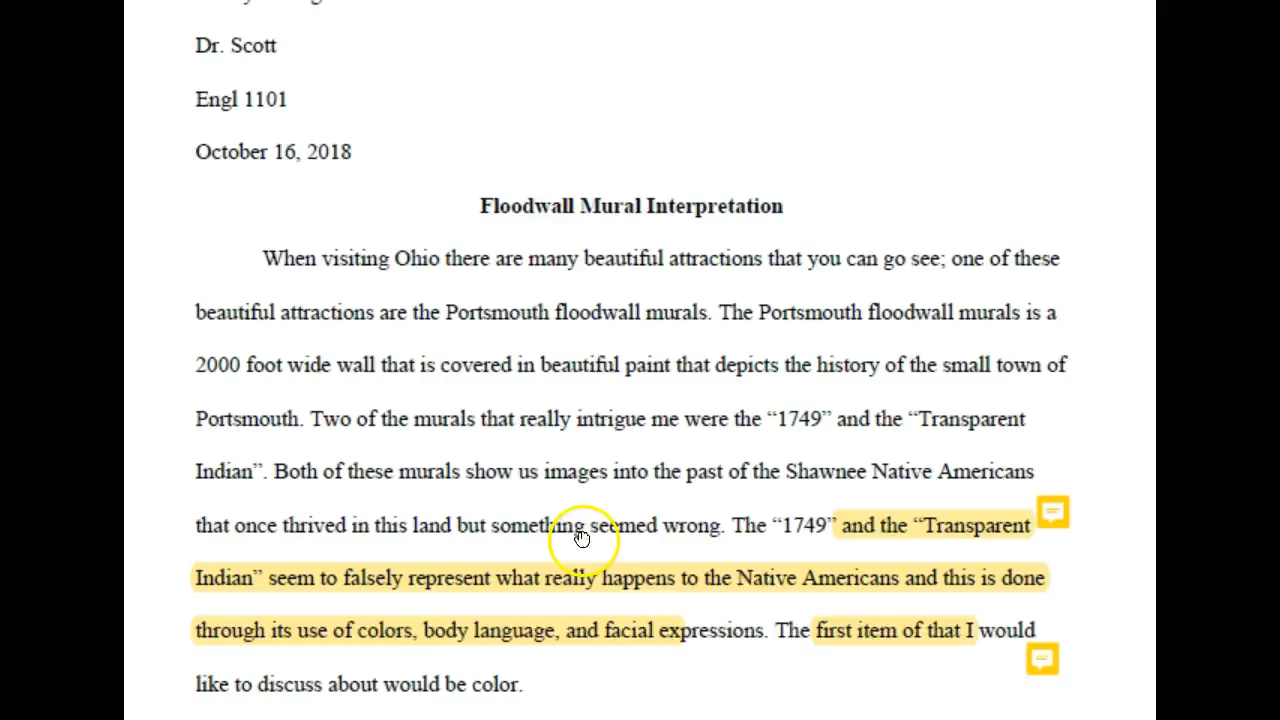 Dr. Scott
Engl 1101
October 16, 2018
Floodwall Mural Interpretation
When visiting Ohio there are many beautiful attractions that you can go see; one of these
beautiful attractions are the Portsmouth floodwall murals. The Portsmouth floodwall murals is a
2000 foot wide wall that is covered in beautiful paint that depicts the history of the small town of
Portsmouth. Two of the murals that really intrigue me were the “1749” and the “Transparent
Indian”. Both of these murals show us images into the past of the Shawnee Native Americans
that once thrived in this land but something seemed wrong. The “1749” and the “Transparent
Indian” seem to falsely represent what really happens to the Native Americans and this is done
through its use of colors, body language, and facial expressions. The first item of that I would
like to discuss about would be color.